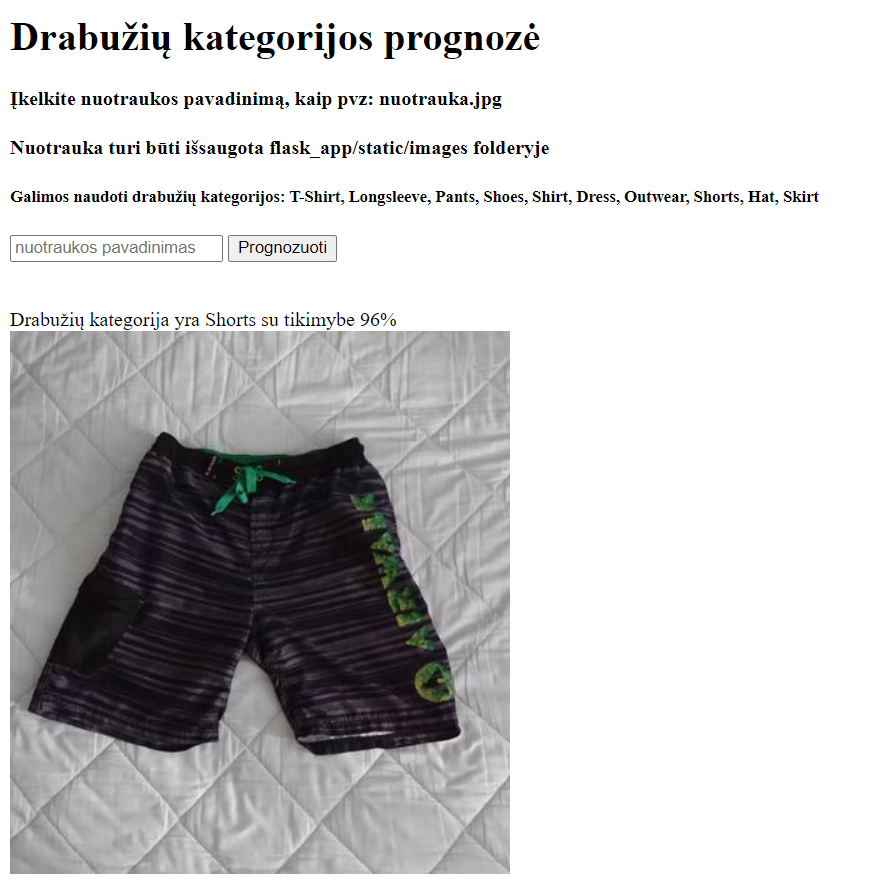 Drabužių kategorijos prognozė
Įkelkite nuotraukos pavadinimą, kaip pvz: nuotrauka.jpg
Nuotrauka turi būti išsaugota flask_app/static/images folderyje
Galimos naudoti drabužių kategorijos: T-Shirt, Longsleeve, Pants, Shoes, Shirt, Dress, Outwear, Shorts, Hat, Skirt
nuotraukos pavadinimas Prognozuoti
Drabužių kategorija yra Shorts su tikimybe 96%
AIRWALK